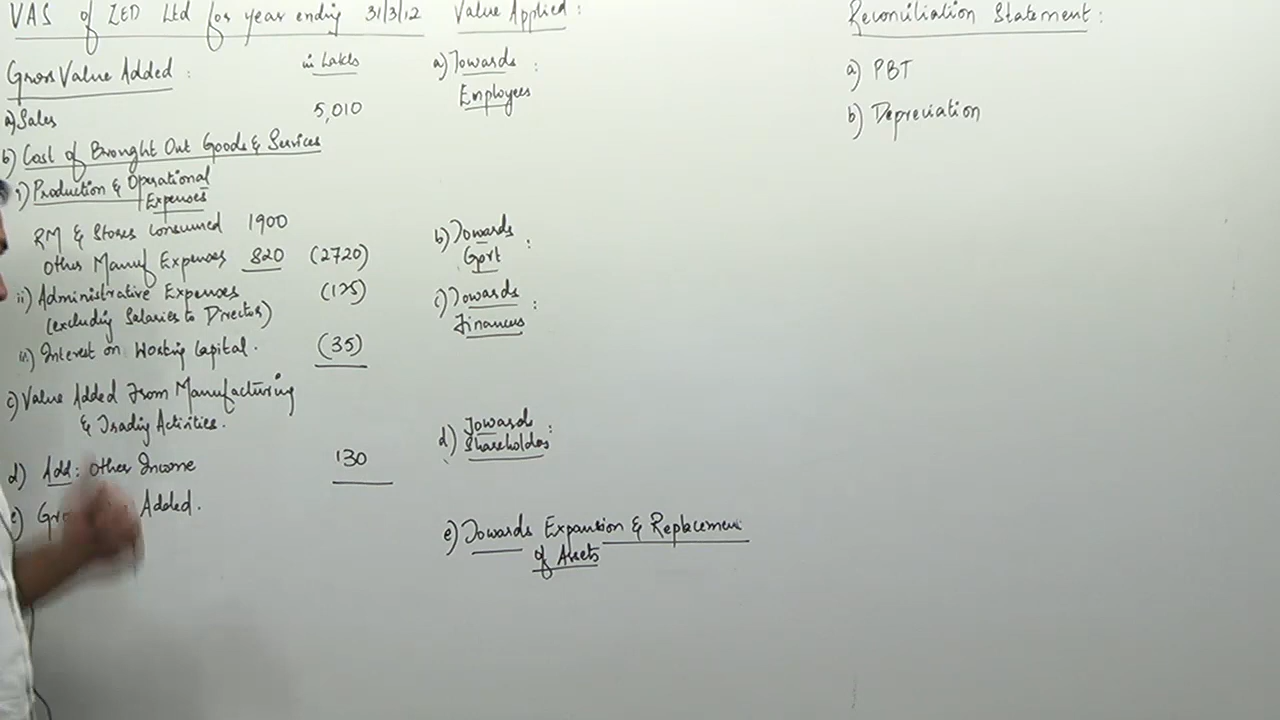 VAS of ZED Ltd for year ending 31/3/12
Gross Value Added :
in Lakhs
a) Sales 5,010
b) Cost of Brought Out Goods & Services
i) Production & Operational
Expenses
RM & Stores Consumed 1900
Other Manuf Expenses 820 (2720)
ii) Administrative Expenses (125)
(excluding Salaries to Director)
iii) Interest on Working Capital. (35)
c) Value Added From Manufacturing
& Trading Activities.
d) Add: Other Income 130
e) Added.
Value Applied :
a) Towards :
Employees
b) Towards
Govt :
c) Towards :
Financers
d) Towards :
Shareholders
e) Towards Expansion & Replacement
of Assets
Reconciliation Statement :
a) PBT
b) Depreciation